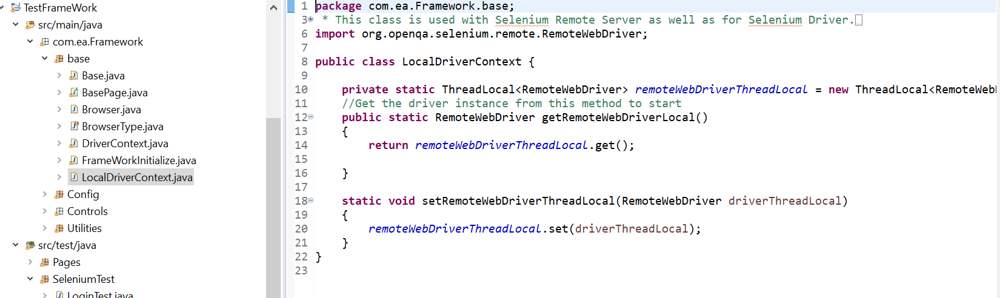 TestFrameWork
src/main/java
com.ea.Framework
base
Base.java
BasePage.java
Browser.java
BrowserType.java
DriverContext.java
FrameWorkInitialize.java
LocalDriverContext.java
Config
Controls
Utilities
src/test/java
Pages
SeleniumTest
LoginTest.java
1 package com.ea.Framework.base;
3 * This class is used with Selenium Remote Server as well as for Selenium Driver.
6 import org.openqa.selenium.remote.RemoteWebDriver;
7
8 public class LocalDriverContext {
9
10 private static ThreadLocal<RemoteWebDriver> remoteWebDriverThreadLocal = new ThreadLocal<RemoteWeb
11 //Get the driver instance from this method to start
12 public static RemoteWebDriver getRemoteWebDriverLocal()
13 {
14 return remoteWebDriverThreadLocal.get();
15
16 }
17
18 static void setRemoteWebDriverThreadLocal(RemoteWebDriver driverThreadLocal)
19 {
20 remoteWebDriverThreadLocal.set(driverThreadLocal);
21 }
22 }
23